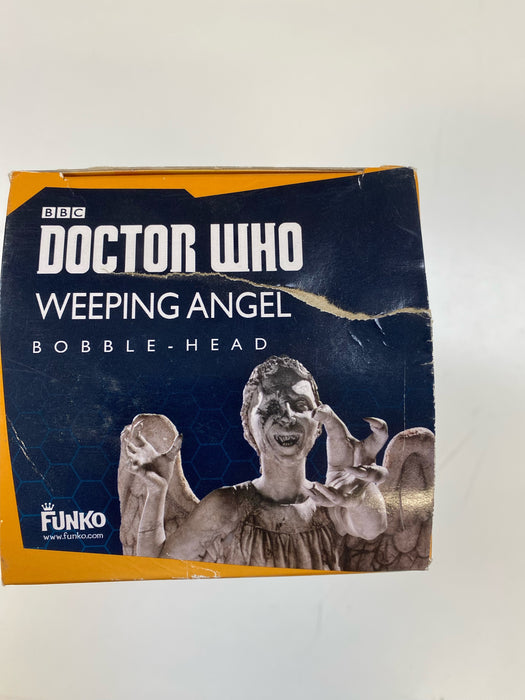 BBC
DOCTOR WHO
WEEPING ANGEL
BOBBLE-HEAD
FUNKO
www.funko.com